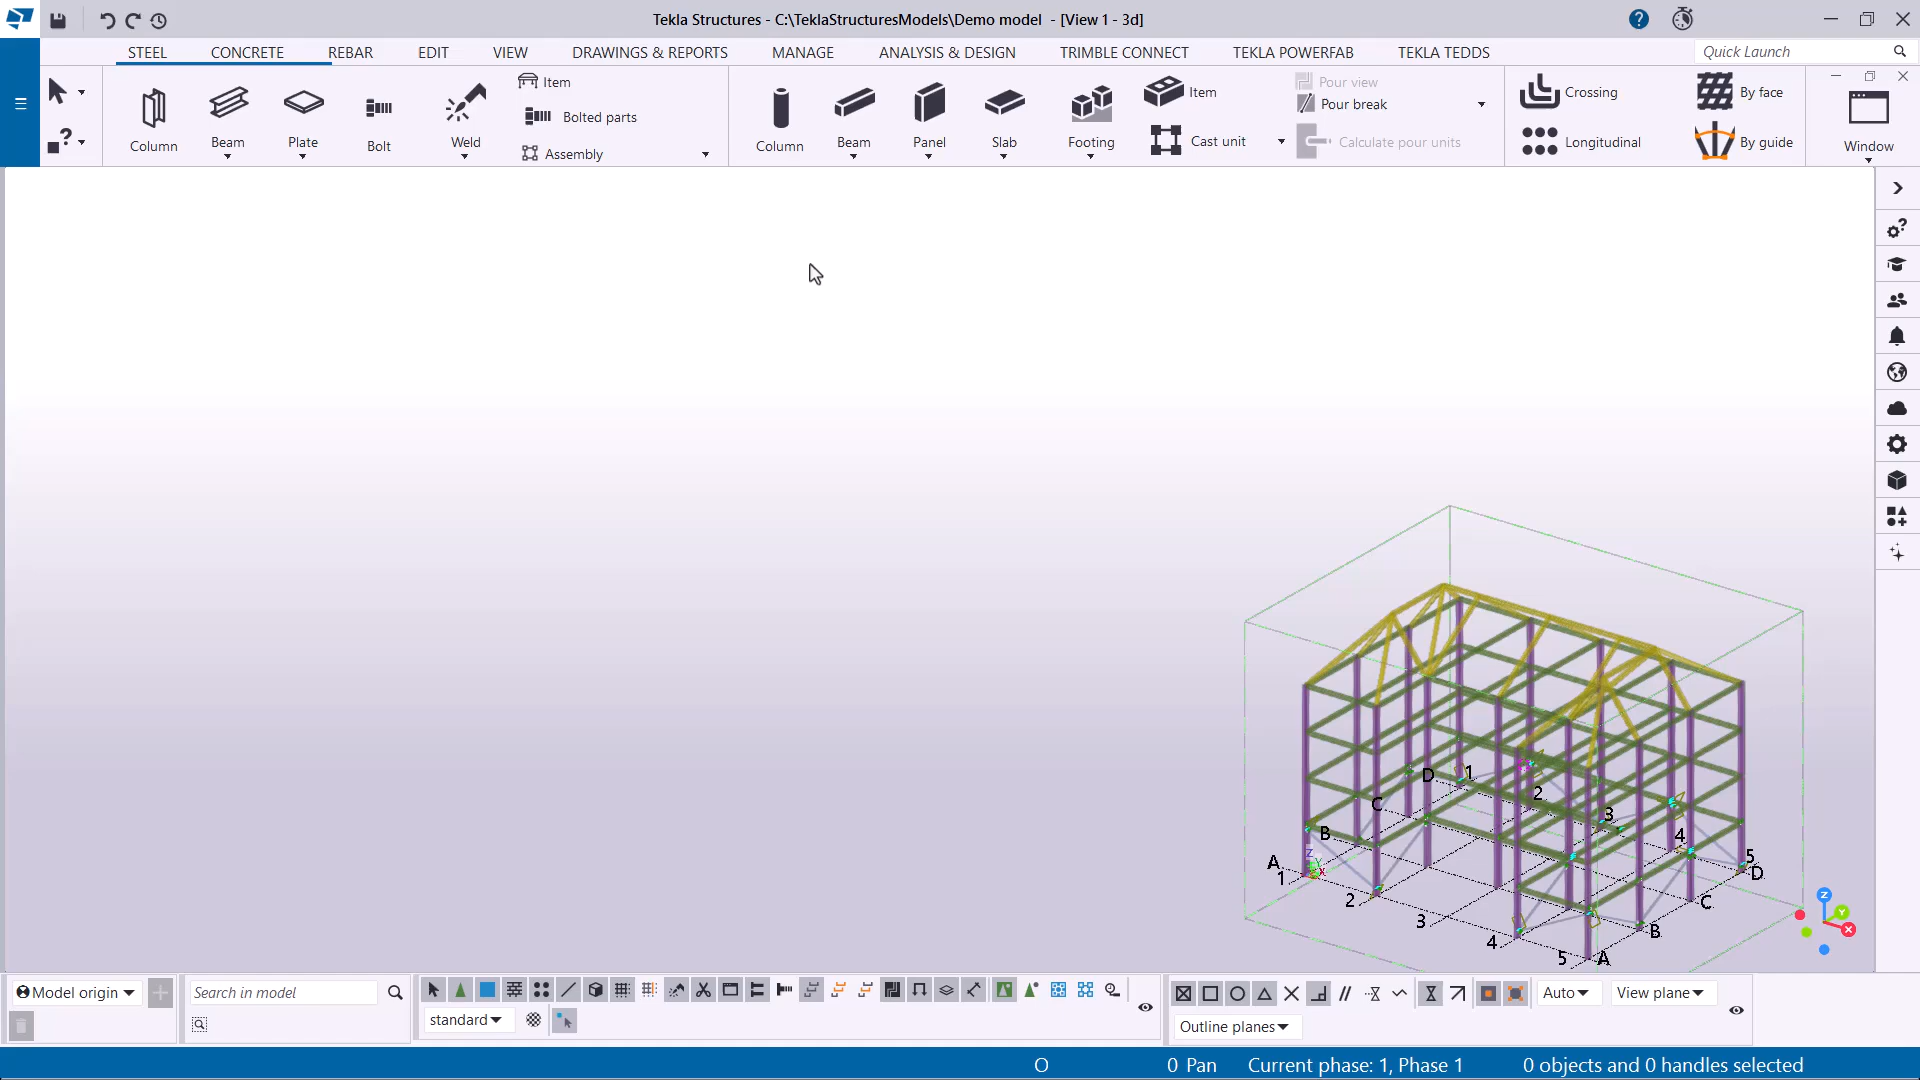 Tekla Structures - C:\TeklaStructuresModels\Demo model - [View 1 - 3d]
STEEL CONCRETE REBAR EDIT VIEW DRAWINGS & REPORTS MANAGE ANALYSIS & DESIGN TRIMBLE CONNECT TEKLA POWERFAB TEKLA TEDDS Quick Launch
Item Item Pour view
Crossing By face
Pour break
Bolted parts
Column Beam Plate Bolt Weld Column Beam Panel Slab Footing Cast unit Calculate pour units Longitudinal By guide Window
Assembly
D 1
2
C
3
B
4
A
5
1
D
2
C
3
B
4
5 A
Z
Y
X
Model origin Search in model Auto View plane
standard Outline planes
O 0 Pan Current phase: 1, Phase 1 0 objects and 0 handles selected